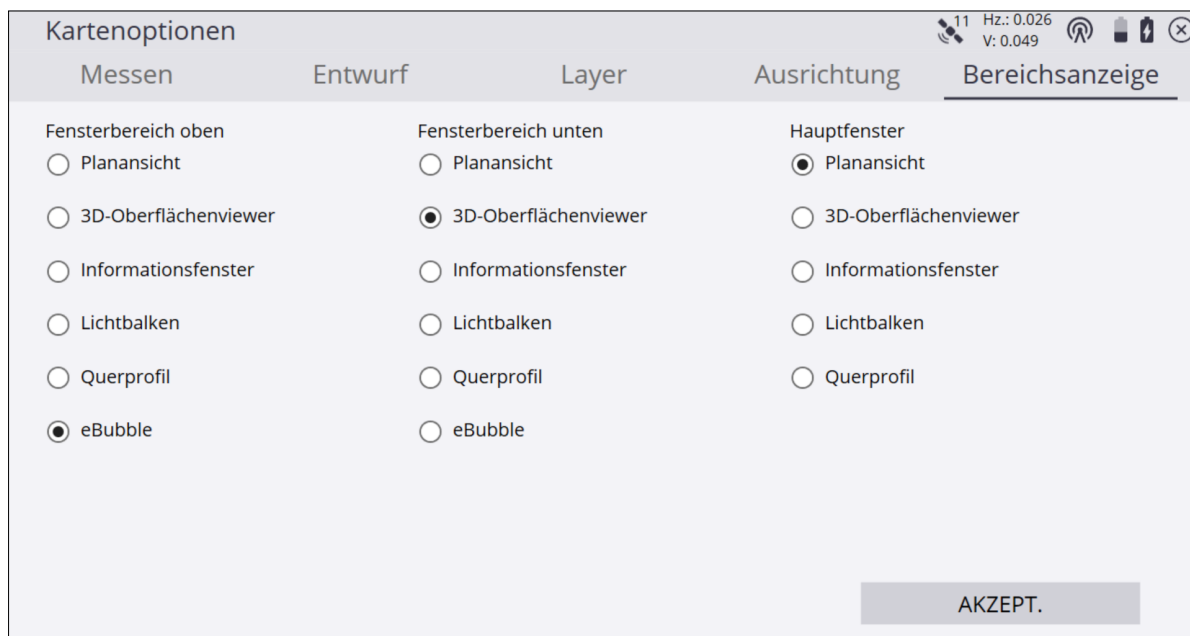 Kartenoptionen
11 Hz.: 0.026
V: 0.049
Messen Entwurf Layer Ausrichtung Bereichsanzeige
Fensterbereich oben Fensterbereich unten Hauptfenster
Planansicht Planansicht Planansicht
3D-Oberflächenviewer 3D-Oberflächenviewer 3D-Oberflächenviewer
Informationsfenster Informationsfenster Informationsfenster
Lichtbalken Lichtbalken Lichtbalken
Querprofil Querprofil Querprofil
eBubble eBubble
AKZEPT.